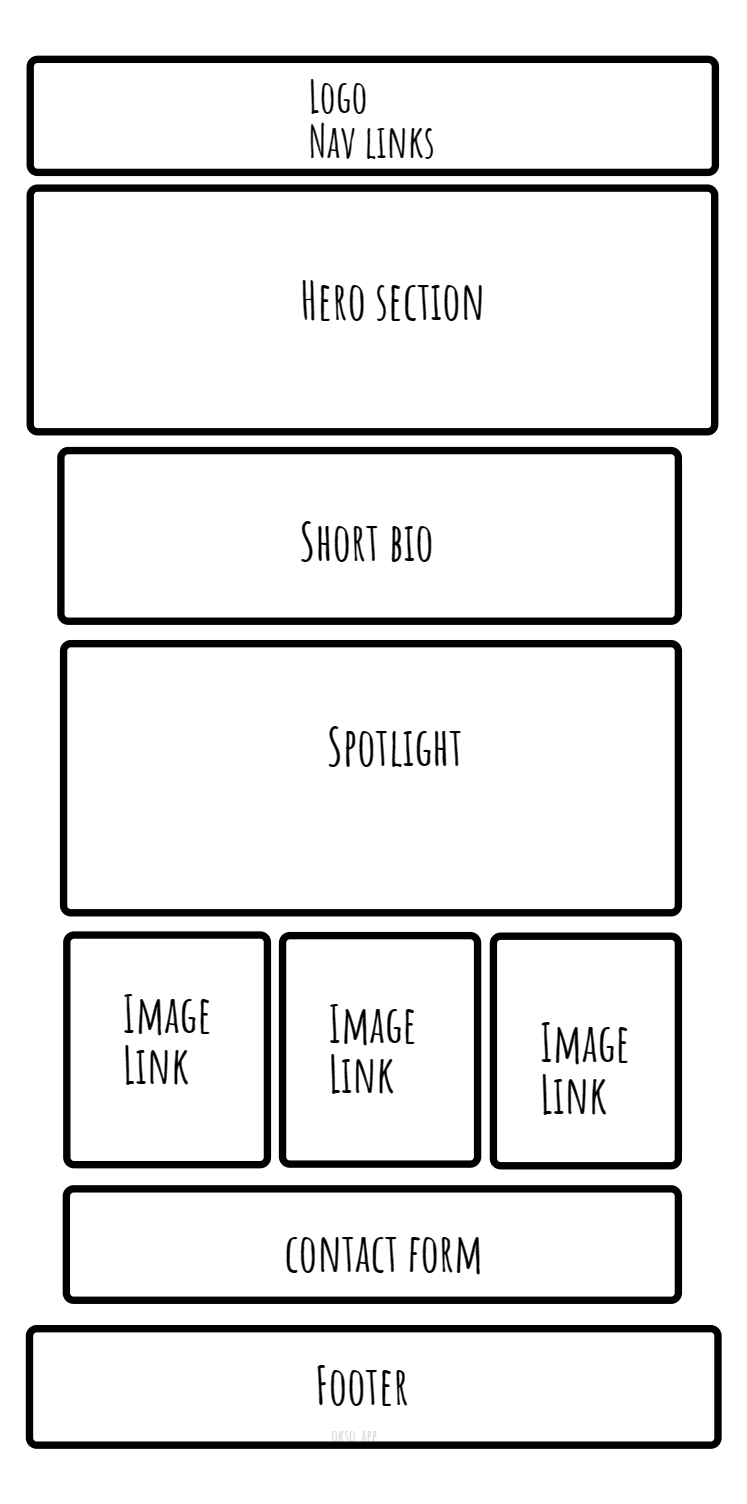 Logo
Nav links
Hero section
Short bio
Spotlight
Image
Link
Image
Link
Image
Link
contact form
Footer
okso.app